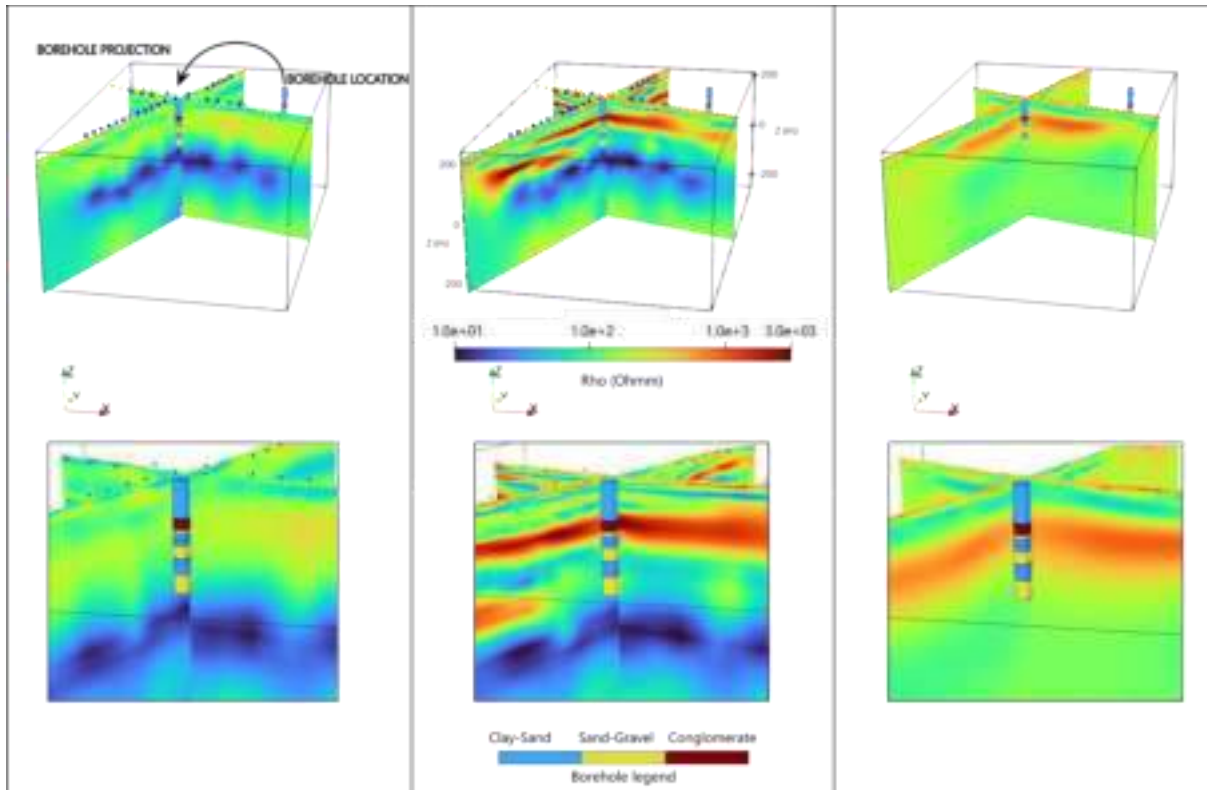 BOREHOLE PROJECTION
BOREHOLE LOCATION
200
0
-200
200
0
200
1.0e+01 1.0e+2 1.0e+3 3.0e+03
Rho (Ohmm)
Z
Y
X
Z
Y
X
Z
Y
X
Clay-Sand Sand-Gravel Conglomerate
Borehole legend